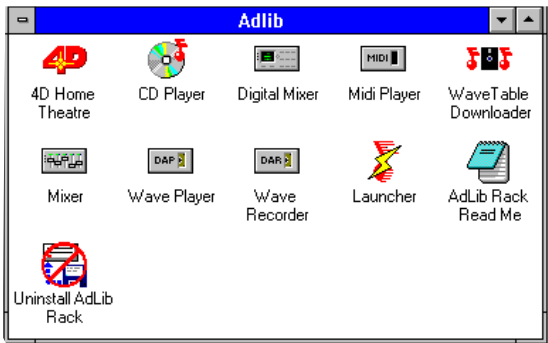 Adlib
4D
MIDI
4D Home
Theatre
CD Player
Digital Mixer
Midi Player
WaveTable
Downloader
DAP
DAR
Mixer
Wave Player
Wave
Recorder
Launcher
AdLib Rack
Read Me
Uninstall AdLib
Rack